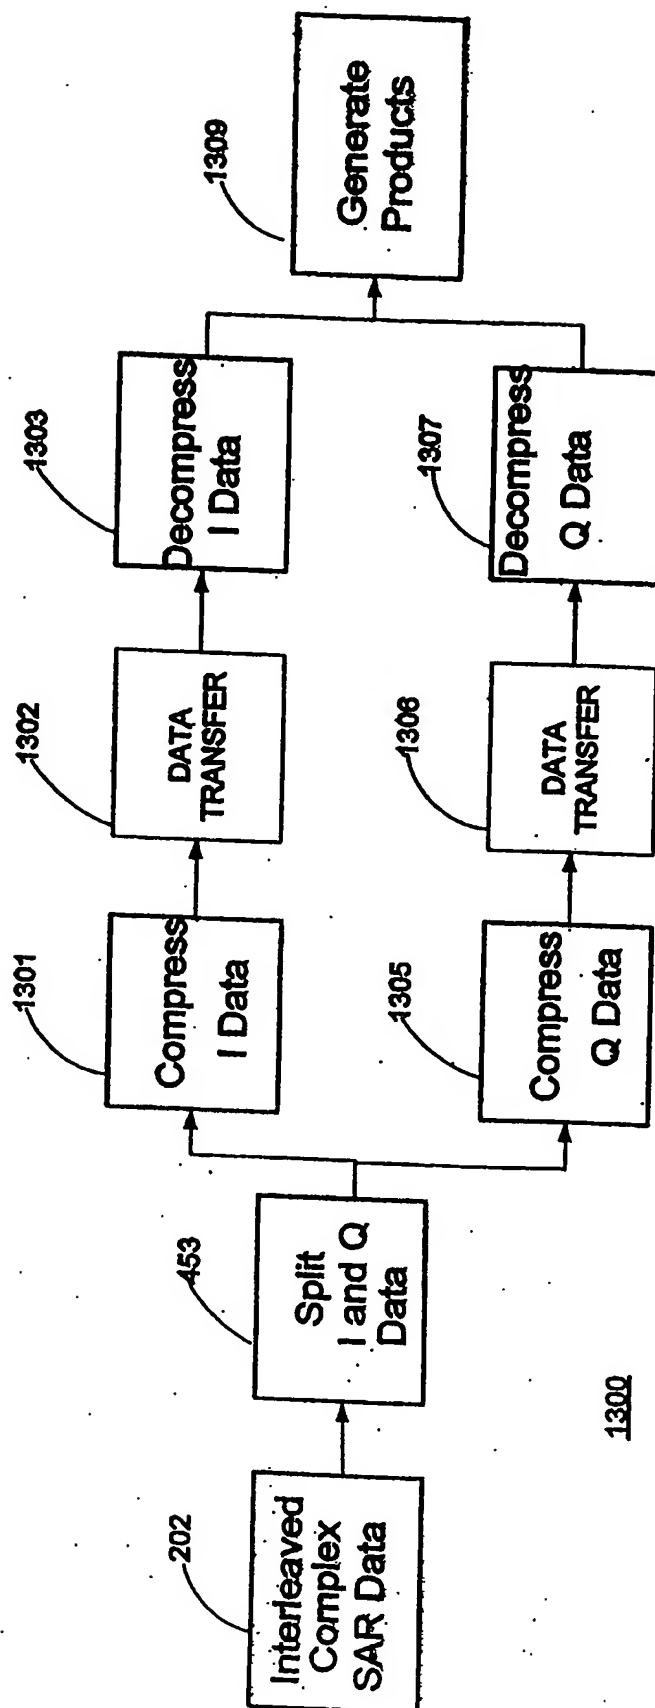 202
Interleaved
Complex
SAR Data
453
Split
I and Q
Data
1301
Compress
I Data
1302
DATA
TRANSFER
1303
Decompress
I Data
1305
Compress
Q Data
1306
DATA
TRANSFER
1307
Decompress
Q Data
1309
Generate
Products
1300